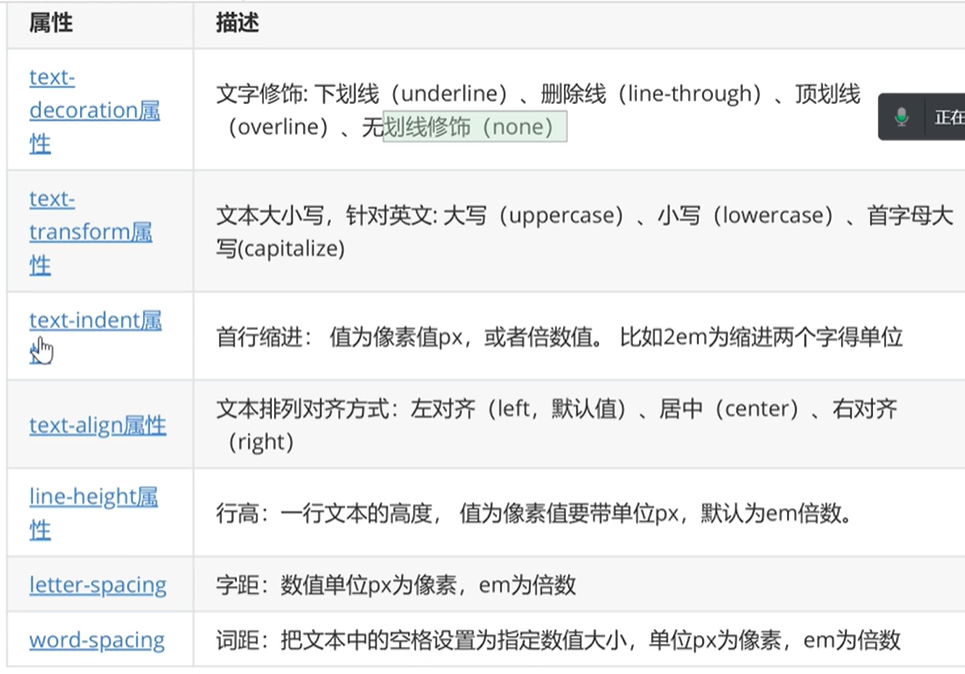 属性 描述
text-
decoration属
性
文字修饰: 下划线（underline）、删除线（line-through）、顶划线
（overline）、无划线修饰（none）
正在
text-
transform属
性
文本大小写，针对英文: 大写（uppercase）、小写（lowercase）、首字母大
写(capitalize)
text-indent属
首行缩进： 值为像素值px，或者倍数值。 比如2em为缩进两个字得单位
text-align属性
文本排列对齐方式：左对齐（left，默认值）、居中（center）、右对齐
（right）
line-height属
性
行高：一行文本的高度， 值为像素值要带单位px，默认为em倍数。
letter-spacing 字距：数值单位px为像素，em为倍数
word-spacing 词距：把文本中的空格设置为指定数值大小，单位px为像素，em为倍数